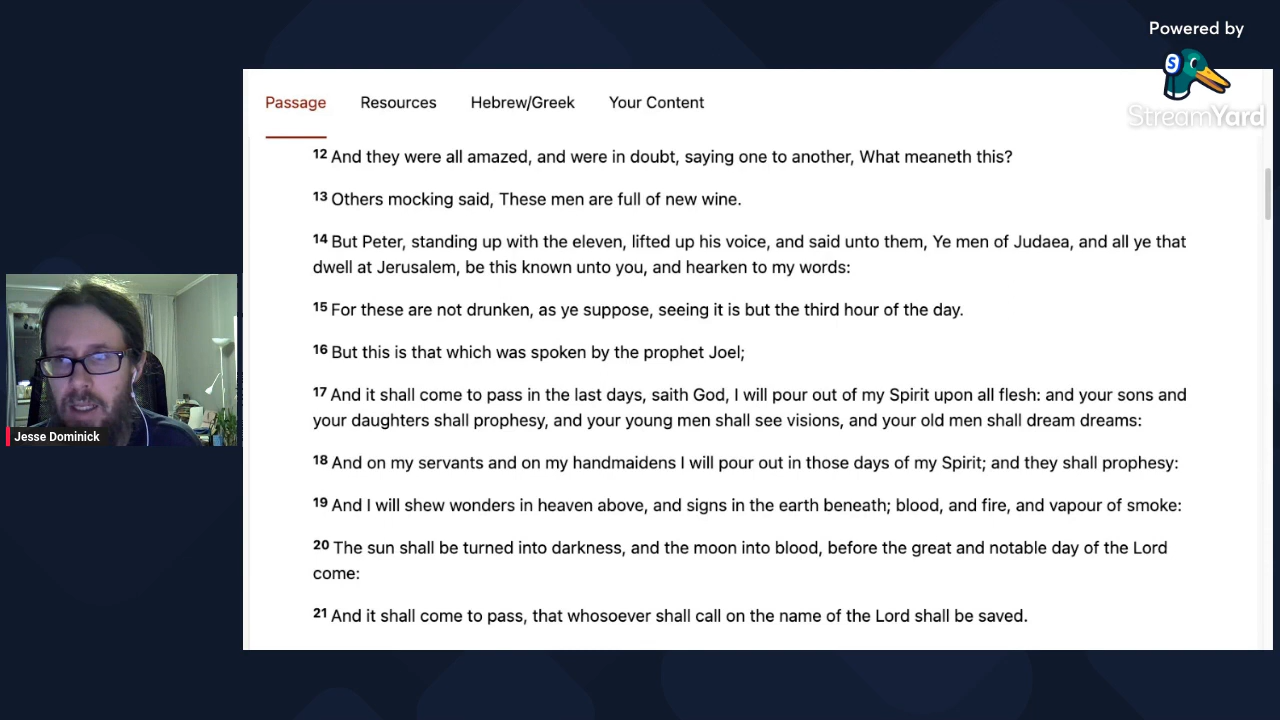 Powered by
S
StreamYard
Passage Resources Hebrew/Greek Your Content
12 And they were all amazed, and were in doubt, saying one to another, What meaneth this?
13 Others mocking said, These men are full of new wine.
14 But Peter, standing up with the eleven, lifted up his voice, and said unto them, Ye men of Judaea, and all ye that
dwell at Jerusalem, be this known unto you, and hearken to my words:
15 For these are not drunken, as ye suppose, seeing it is but the third hour of the day.
16 But this is that which was spoken by the prophet Joel;
17 And it shall come to pass in the last days, saith God, I will pour out of my Spirit upon all flesh: and your sons and
your daughters shall prophesy, and your young men shall see visions, and your old men shall dream dreams:
18 And on my servants and on my handmaidens I will pour out in those days of my Spirit; and they shall prophesy:
19 And I will shew wonders in heaven above, and signs in the earth beneath; blood, and fire, and vapour of smoke:
20 The sun shall be turned into darkness, and the moon into blood, before the great and notable day of the Lord
come:
21 And it shall come to pass, that whosoever shall call on the name of the Lord shall be saved.
Jesse Dominick